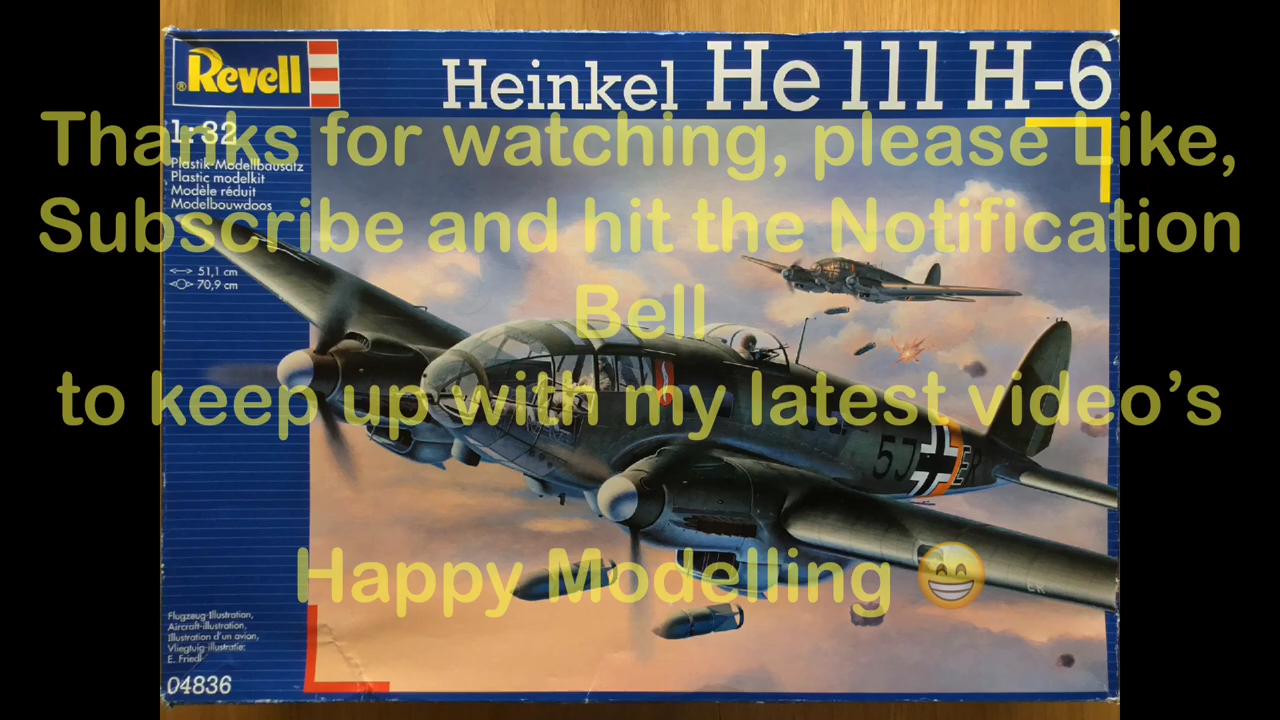 Revell
Heinkel He 111 H-6
1:32
Plastik-Modellbausatz
Plastic modelkit
Modèle réduit
Modelbouwdoos
51,1 cm
70,9 cm
Thanks for watching, please Like,
Subscribe and hit the Notification
Bell
to keep up with my latest video’s
Happy Modelling 😁
5J ER
Flugzeug-Illustration,
Aircraft-illustration,
Illustration d'un avion,
Vliegtuig-illustratie:
E. Friedl
04836